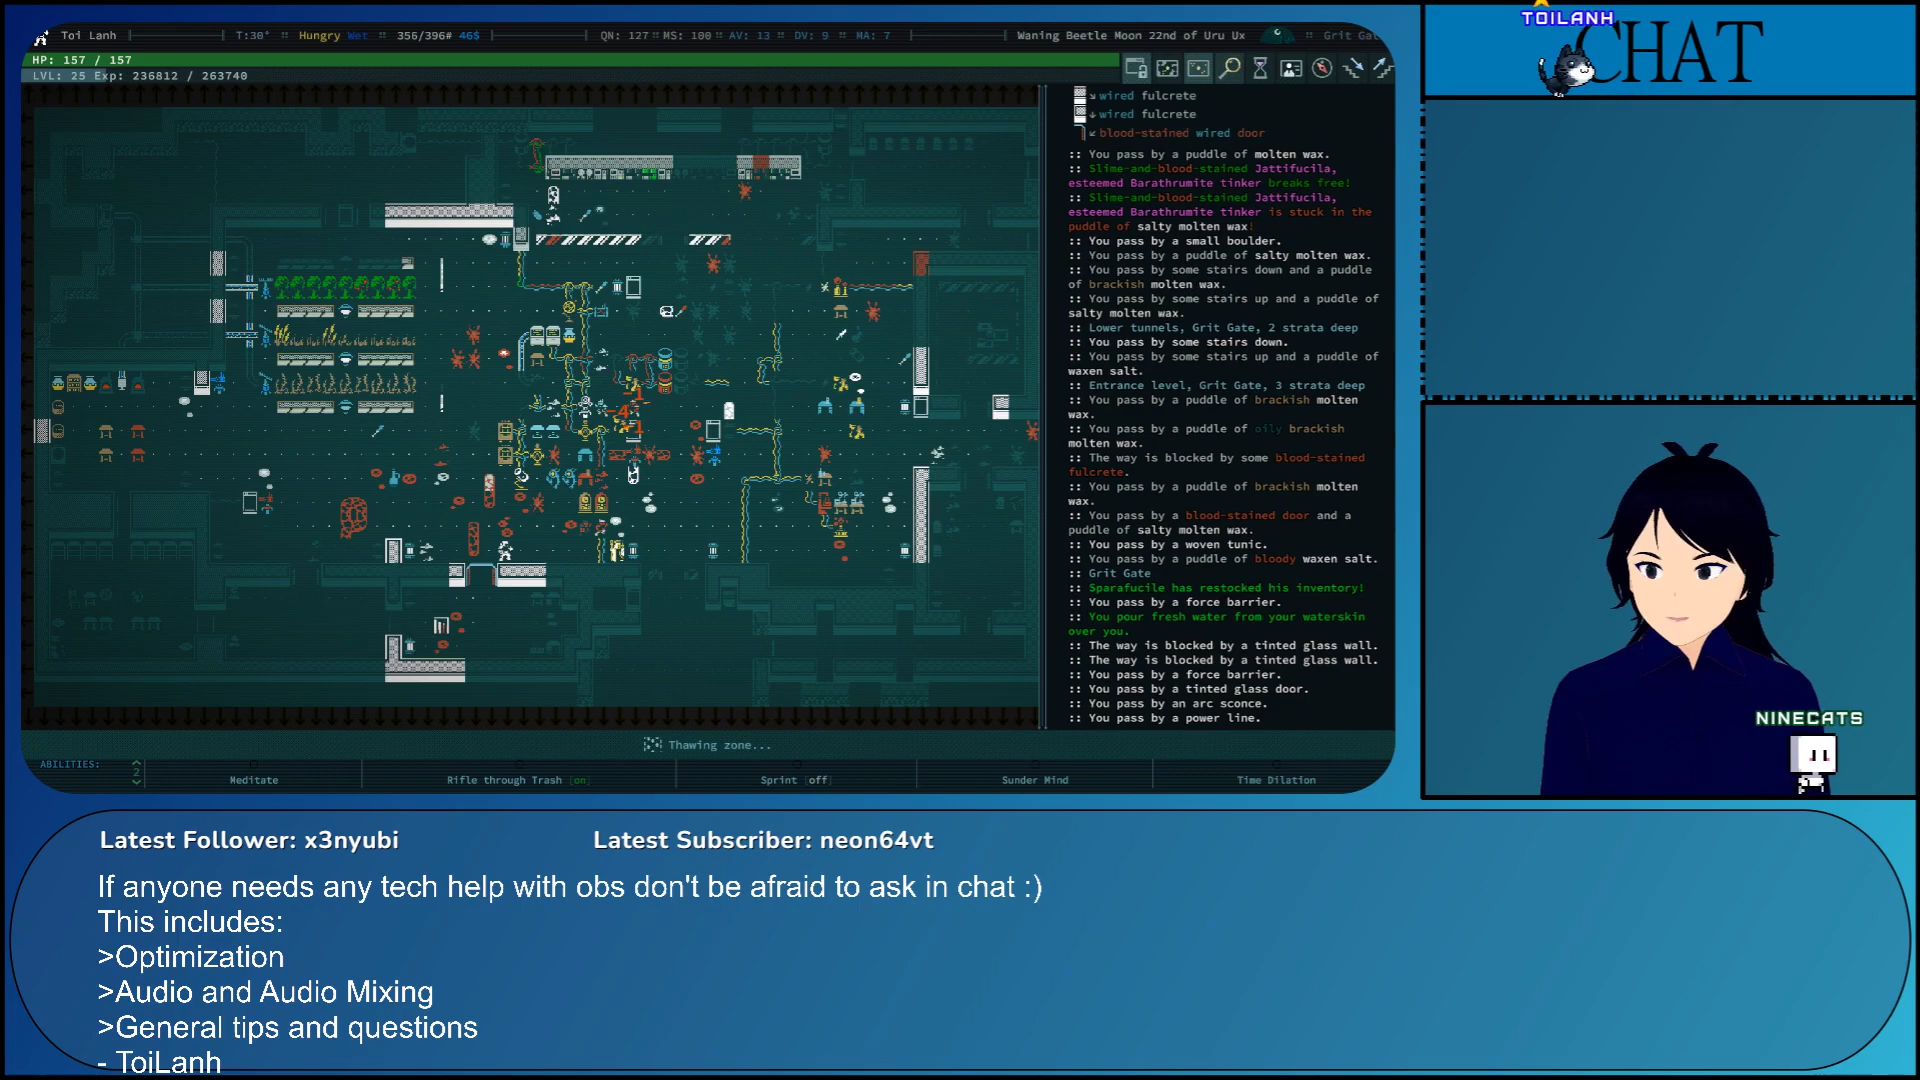 TOILANH
CHAT
Toi Lanh
T:30° :: Hungry Wet :: 356/396# 46$
QN: 127 :: MS: 100 :: AV: 13 :: DV: 9 :: MA: 7
Waning Beetle Moon 22nd of Uru Ux
:: Grit Gat
HP: 157 / 157
LVL: 25 Exp: 236812 / 263740
wired fulcrete
wired fulcrete
blood-stained wired door
:: You pass by a puddle of molten wax.
:: Slime-and-blood-stained Jattifucila,
esteemed Barathrumite tinker breaks free!
:: Slime-and-blood-stained Jattifucila,
esteemed Barathrumite tinker is stuck in the
puddle of salty molten wax!
:: You pass by a small boulder.
:: You pass by a puddle of salty molten wax.
:: You pass by some stairs down and a puddle
of brackish molten wax.
:: You pass by some stairs up and a puddle of
salty molten wax.
:: Lower tunnels, Grit Gate, 2 strata deep
:: You pass by some stairs down.
:: You pass by some stairs up and a puddle of
waxen salt.
:: Entrance level, Grit Gate, 3 strata deep
:: You pass by a puddle of brackish molten
wax.
:: You pass by a puddle of oily brackish
molten wax.
:: The way is blocked by some blood-stained
fulcrete.
:: You pass by a puddle of brackish molten
wax.
:: You pass by a blood-stained door and a
puddle of salty molten wax.
:: You pass by a woven tunic.
:: You pass by a puddle of bloody waxen salt.
:: Grit Gate
:: Sparafucile has restocked his inventory!
:: You pass by a force barrier.
:: You pour fresh water from your waterskin
over you.
:: The way is blocked by a tinted glass wall.
:: The way is blocked by a tinted glass wall.
:: You pass by a force barrier.
:: You pass by a tinted glass door.
:: You pass by an arc sconce.
:: You pass by a power line.
-1
-4
-1
Thawing zone...
ABILITIES:
2
Meditate
Rifle through Trash [on]
Sprint [off]
Sunder Mind
Time Dilation
NINECATS
Latest Follower: x3nyubi
Latest Subscriber: neon64vt
If anyone needs any tech help with obs don't be afraid to ask in chat :)
This includes:
>Optimization
>Audio and Audio Mixing
>General tips and questions
- ToiLanh